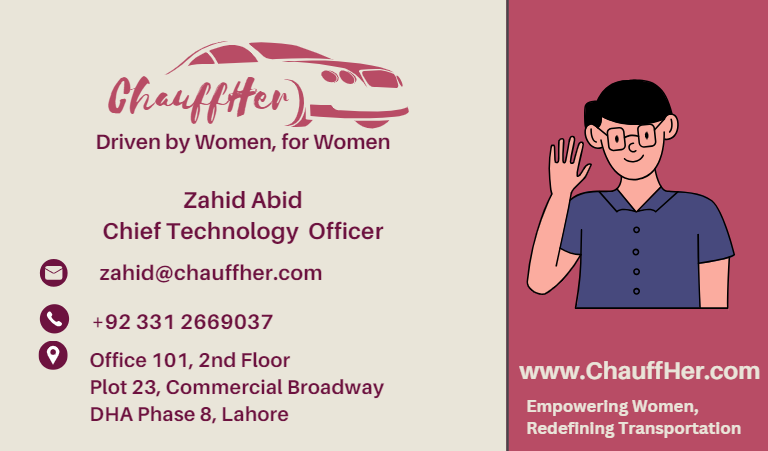 ChauffHer
Driven by Women, for Women
Zahid Abid
Chief Technology Officer
zahid@chauffher.com
+92 331 2669037
Office 101, 2nd Floor
Plot 23, Commercial Broadway
DHA Phase 8, Lahore
www.ChauffHer.com
Empowering Women,
Redefining Transportation